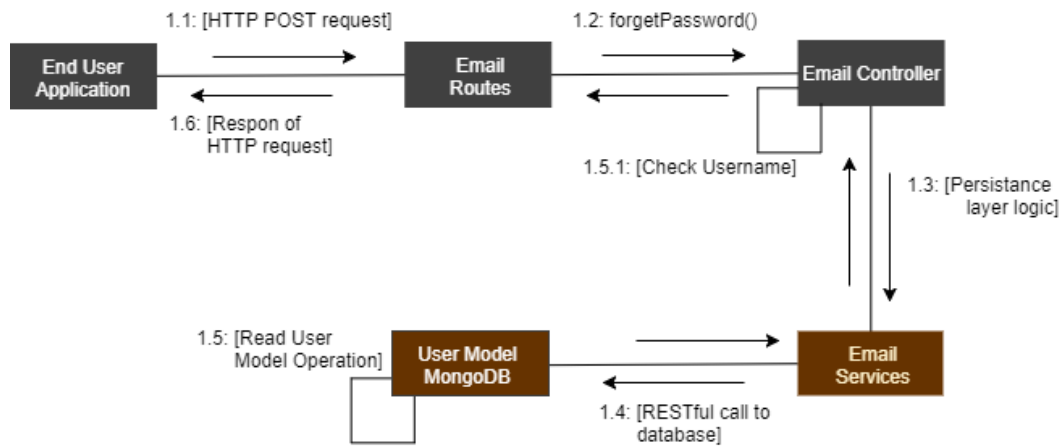 1.1: [HTTP POST request]
1.2: forgetPassword()
End User
Application
Email
Routes
Email Controller
1.6: [Respon of
HTTP request]
1.5.1: [Check Username]
1.3: [Persistance
layer logic]
1.5: [Read User
Model Operation]
User Model
MongoDB
Email
Services
1.4: [RESTful call to
database]